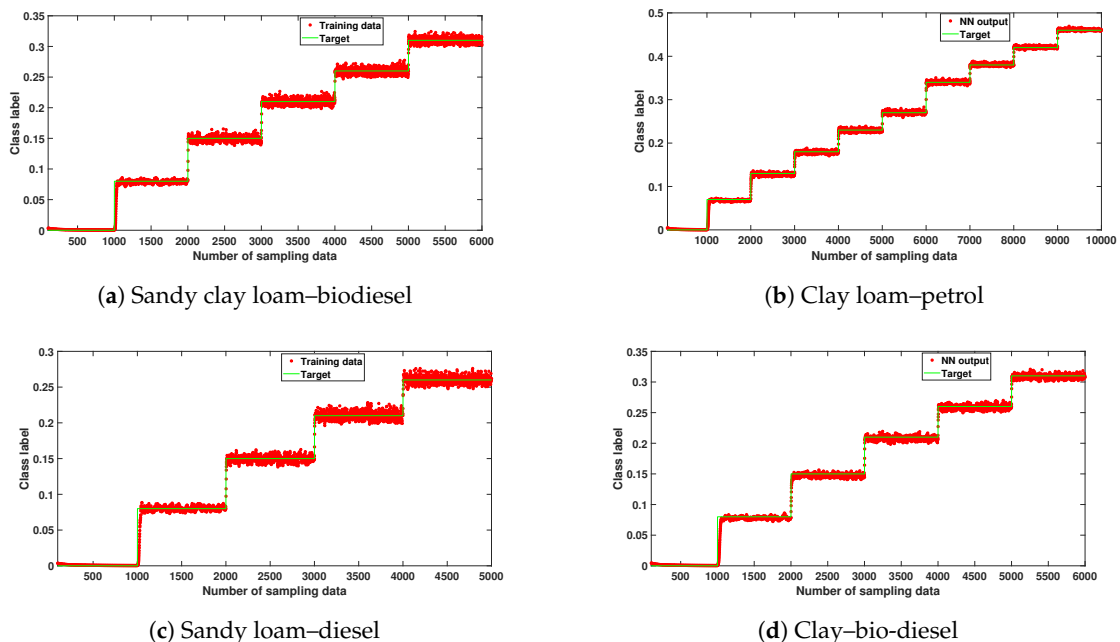 0.35
0.3
0.25
0.2
0.15
0.1
0.05
0
Class label
Training data
Target
500 1000 1500 2000 2500 3000 3500 4000 4500 5000 5500 6000
Number of sampling data
(a) Sandy clay loam–biodiesel
0.5
0.4
0.3
0.2
0.1
0
Class label
NN output
Target
1000 2000 3000 4000 5000 6000 7000 8000 9000 10000
Number of sampling data
(b) Clay loam–petrol
0.3
0.25
0.2
0.15
0.1
0.05
0
Class label
Training data
Target
500 1000 1500 2000 2500 3000 3500 4000 4500 5000
Number of sampling data
(c) Sandy loam–diesel
0.35
0.3
0.25
0.2
0.15
0.1
0.05
0
Class label
NN output
Target
500 1000 1500 2000 2500 3000 3500 4000 4500 5000 5500 6000
Number of sampling data
(d) Clay–bio-diesel